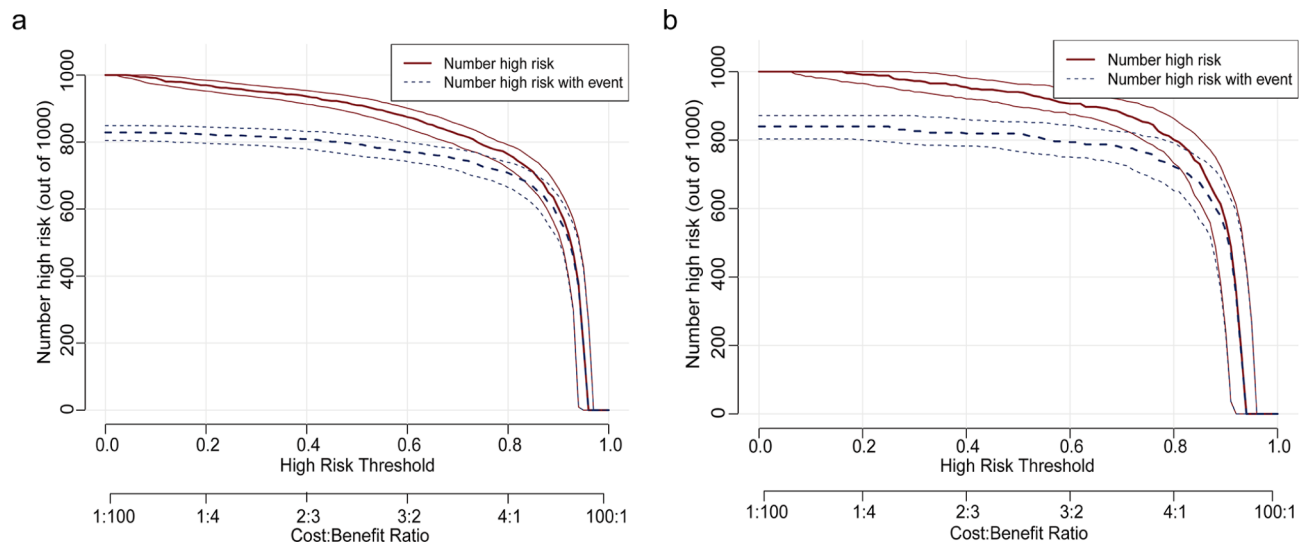 a
Number high risk
Number high risk with event
Number high risk (out of 1000)
0
200
400
600
800
1000
0.0 0.2 0.4 0.6 0.8 1.0
High Risk Threshold
1:100 1:4 2:3 3:2 4:1 100:1
Cost:Benefit Ratio
b
Number high risk
Number high risk with event
Number high risk (out of 1000)
0
200
400
600
800
1000
0.0 0.2 0.4 0.6 0.8 1.0
High Risk Threshold
1:100 1:4 2:3 3:2 4:1 100:1
Cost:Benefit Ratio